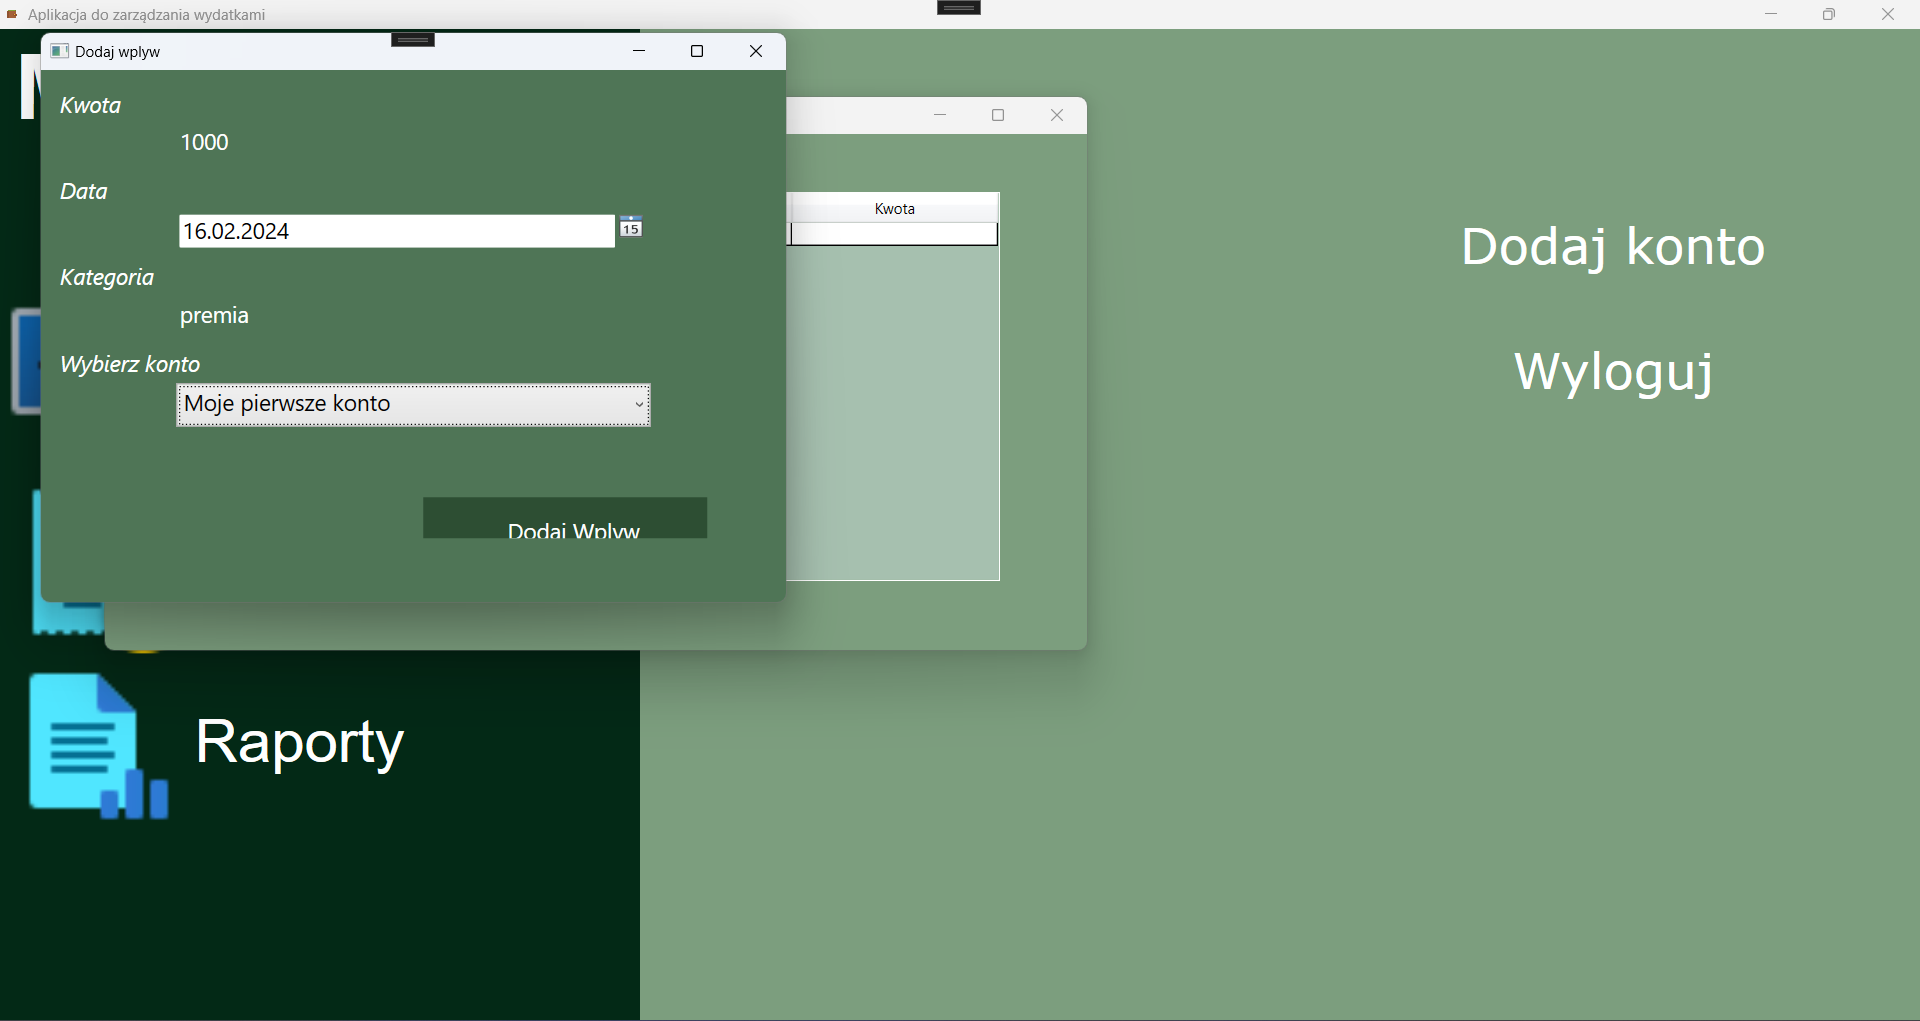 Aplikacja do zarządzania wydatkami
Dodaj wplyw
Kwota
1000
Data
16.02.2024
15
Kategoria
premia
Wybierz konto
Moje pierwsze konto
Dodaj Wplyw
Kwota
Dodaj konto
Wyloguj
Raporty